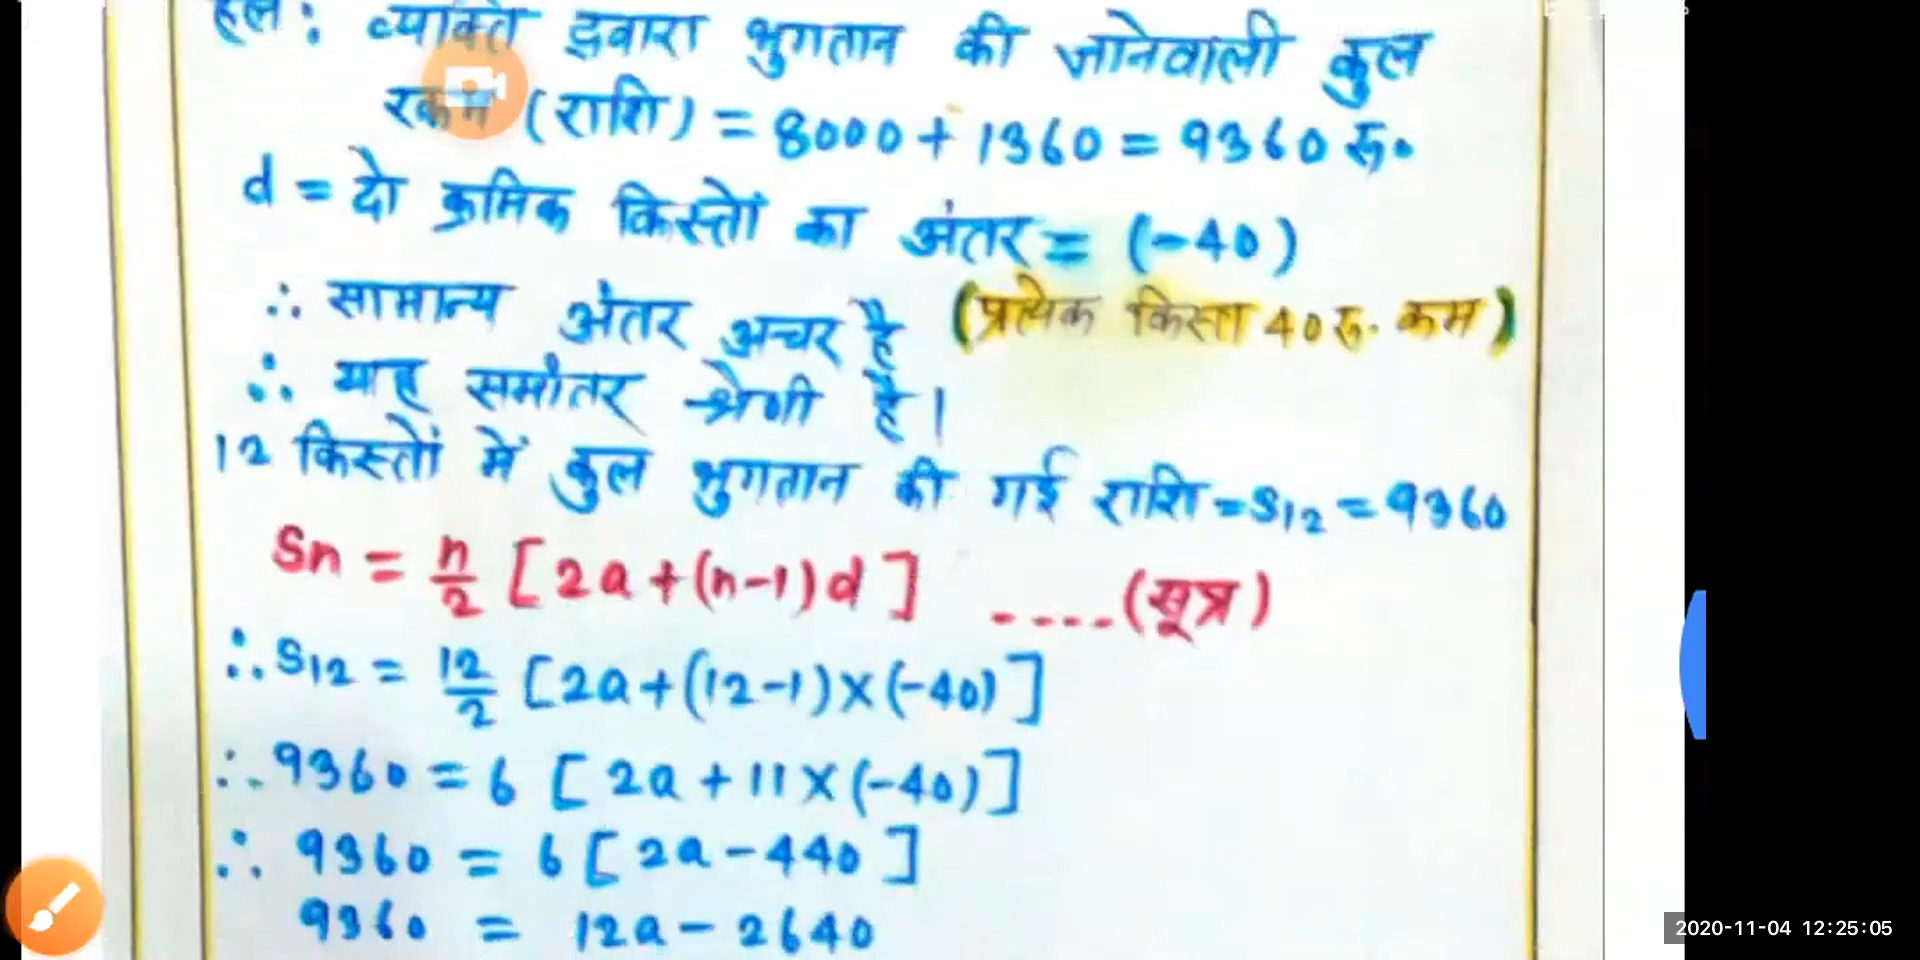 हल: व्यक्ति द्वारा भुगतान की जानेवाली कुल
रकम (राशि) = 8000 + 1360 = 9360 रु.
d = दो क्रमिक किस्तों का अंतर = (-40)
∴ सामान्य अंतर अचर है (प्रत्येक किस्त 40 रु. कम)
∴ यह समांतर श्रेणी है।
12 किस्तों में कुल भुगतान की गई राशि = S12 = 9360
Sn = n/2 [2a + (n-1)d] ----(सूत्र)
∴ S12 = 12/2 [2a + (12-1) × (-40)]
∴ 9360 = 6 [2a + 11 × (-40)]
∴ 9360 = 6 [2a - 440]
9360 = 12a - 2640
2020-11-04 12:25:05